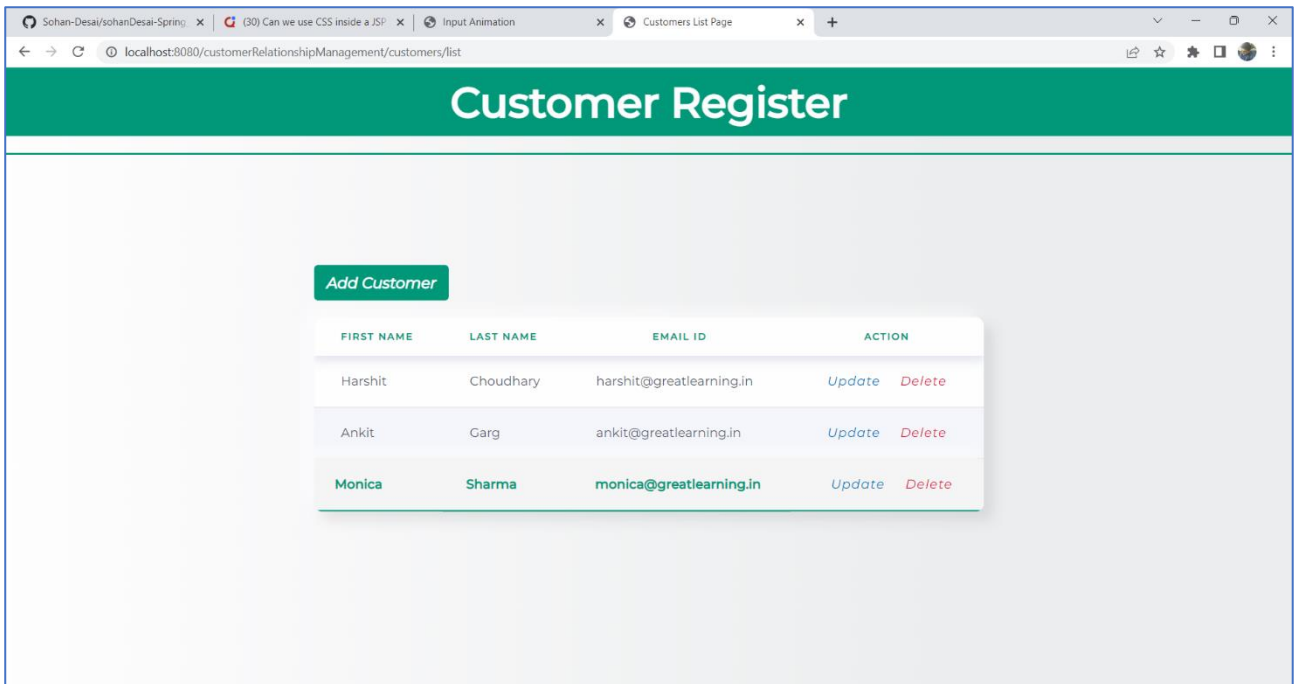 Sohan-Desai/sohanDesai-Spring (30) Can we use CSS inside a JSP Input Animation Customers List Page
localhost:8080/customerRelationshipManagement/customers/list
Customer Register
Add Customer
FIRST NAME LAST NAME EMAIL ID ACTION
Harshit Choudhary harshit@greatlearning.in Update Delete
Ankit Garg ankit@greatlearning.in Update Delete
Monica Sharma monica@greatlearning.in Update Delete